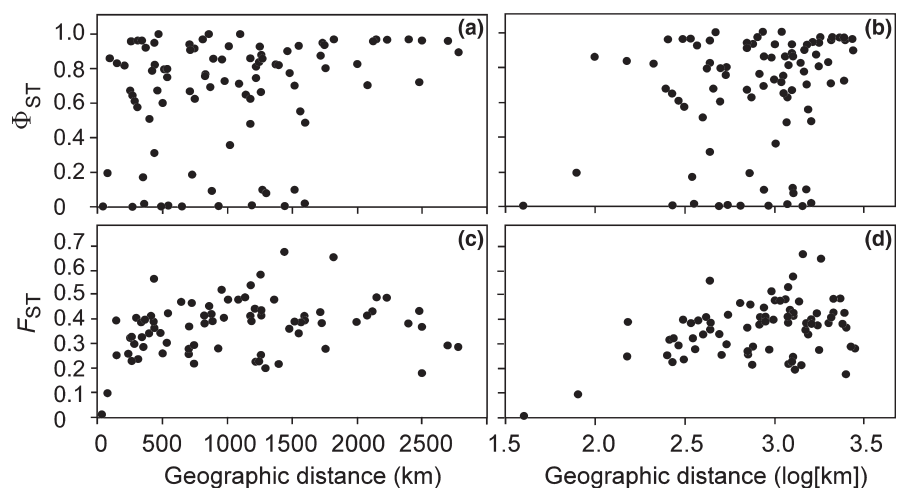 (a) (b)
1.0
0.8
0.6
0.4
0.2
0
ΦST
(c) (d)
0.7
0.6
0.5
0.4
0.3
0.2
0.1
0
FST
0 500 1000 1500 2000 2500 1.5 2.0 2.5 3.0 3.5
Geographic distance (km) Geographic distance (log[km])